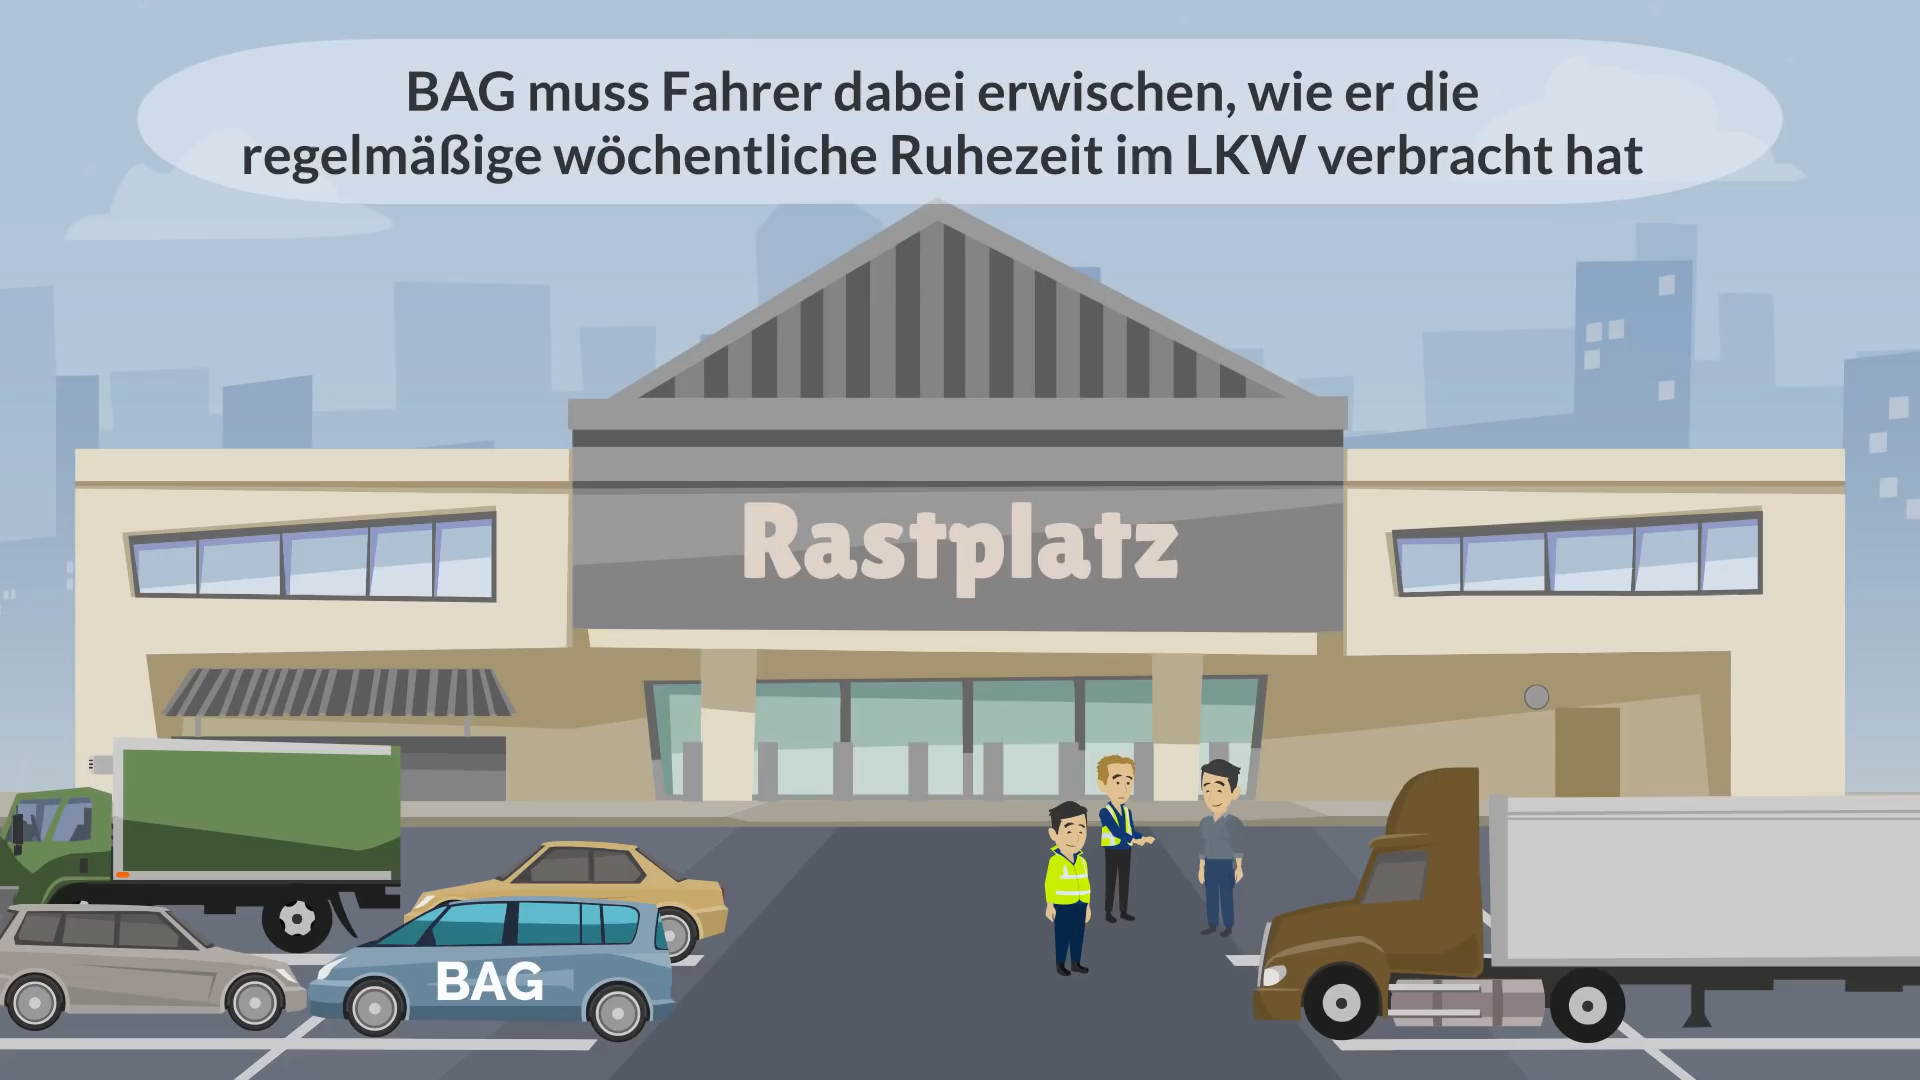 BAG muss Fahrer dabei erwischen, wie er die
regelmäßige wöchentliche Ruhezeit im LKW verbracht hat
Rastplatz
BAG